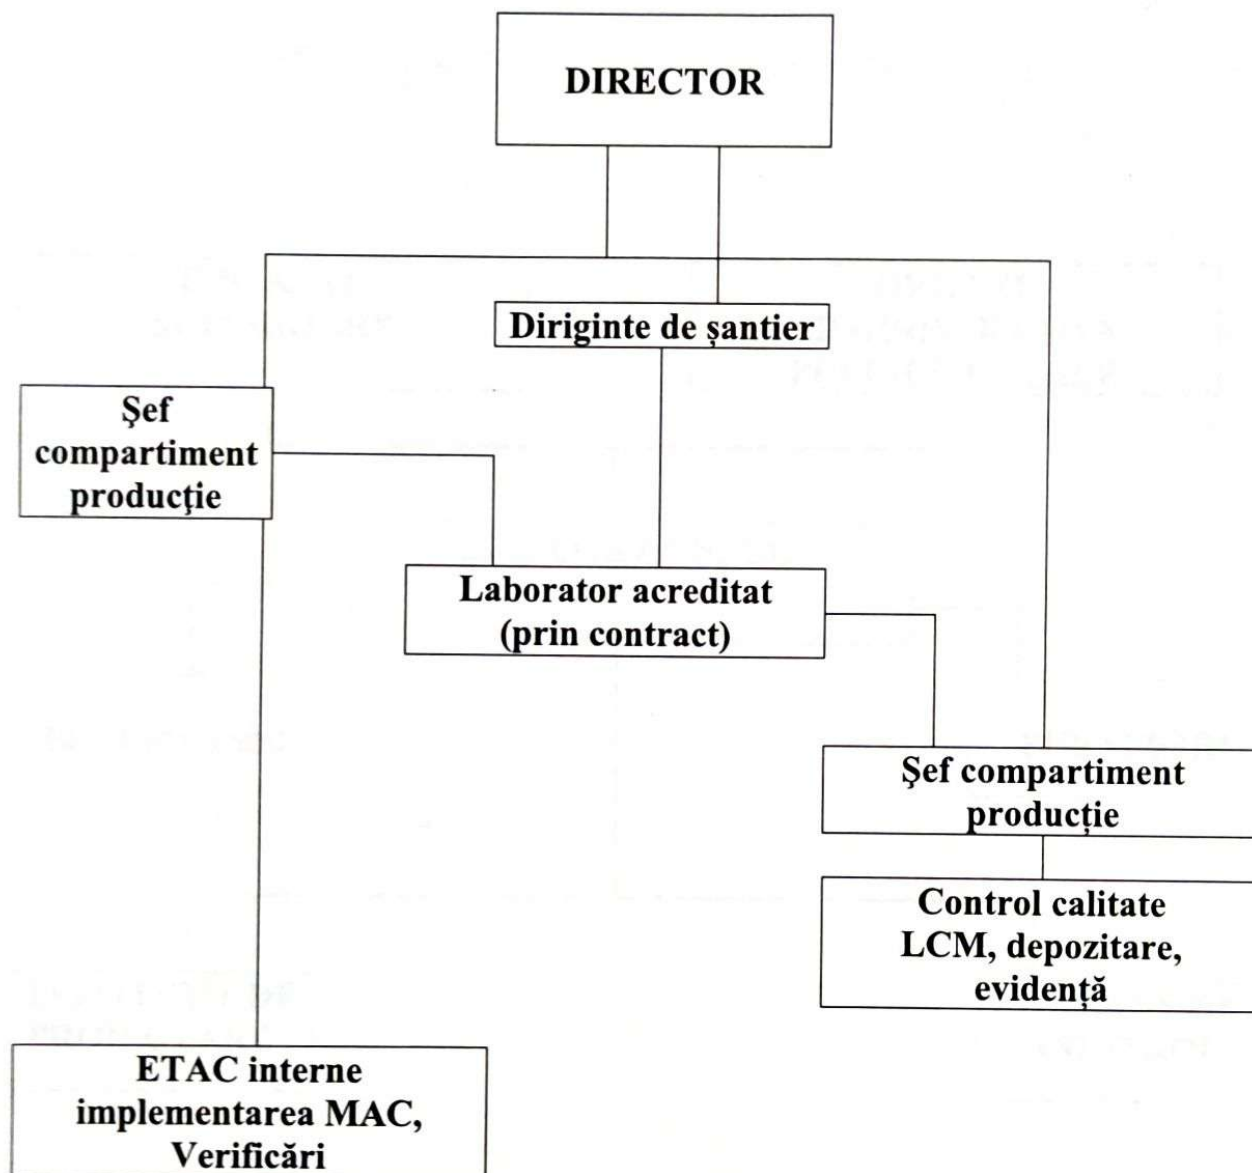 DIRECTOR
Diriginte de șantier
Şef
compartiment
producţie
Laborator acreditat
(prin contract)
Şef compartiment
producție
Control calitate
LCM, depozitare,
evidență
ETAC interne
implementarea MAC,
Verificări